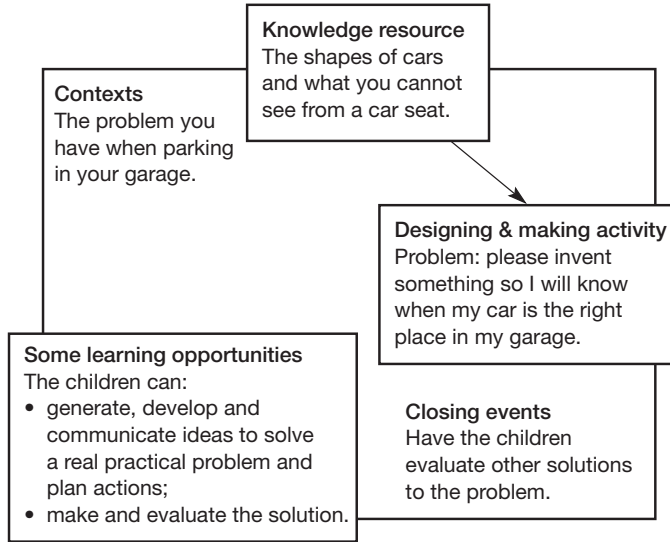 Knowledge resource
The shapes of cars
and what you cannot
see from a car seat.
Contexts
The problem you
have when parking
in your garage.
Designing & making activity
Problem: please invent
something so I will know
when my car is the right
place in my garage.
Some learning opportunities
The children can:
• generate, develop and
communicate ideas to solve
a real practical problem and
plan actions;
• make and evaluate the solution.
Closing events
Have the children
evaluate other solutions
to the problem.